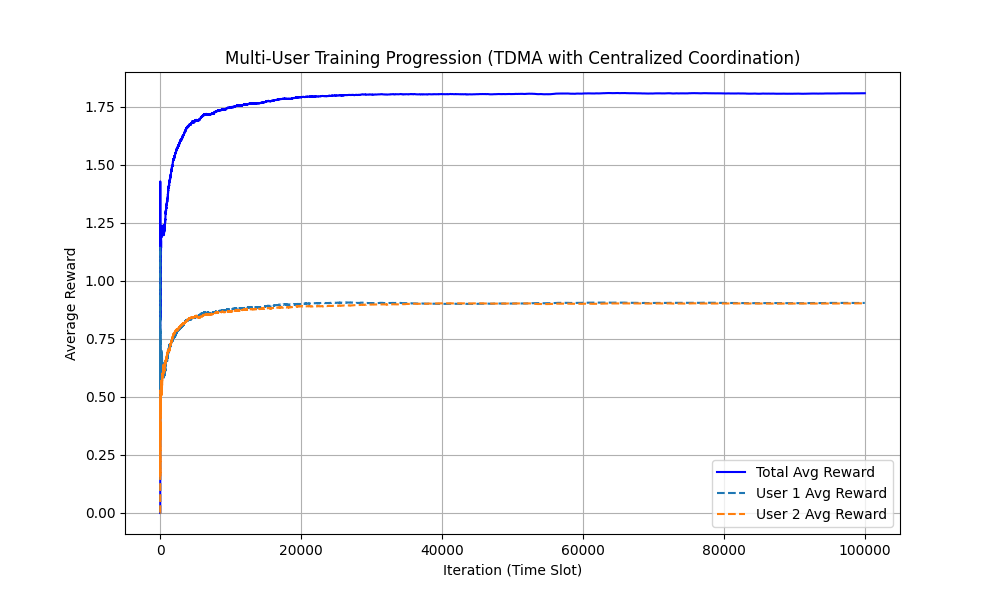 Multi-User Training Progression (TDMA with Centralized Coordination)
Average Reward
1.75
1.50
1.25
1.00
0.75
0.50
0.25
0.00
0 20000 40000 60000 80000 100000
Iteration (Time Slot)
Total Avg Reward
User 1 Avg Reward
User 2 Avg Reward